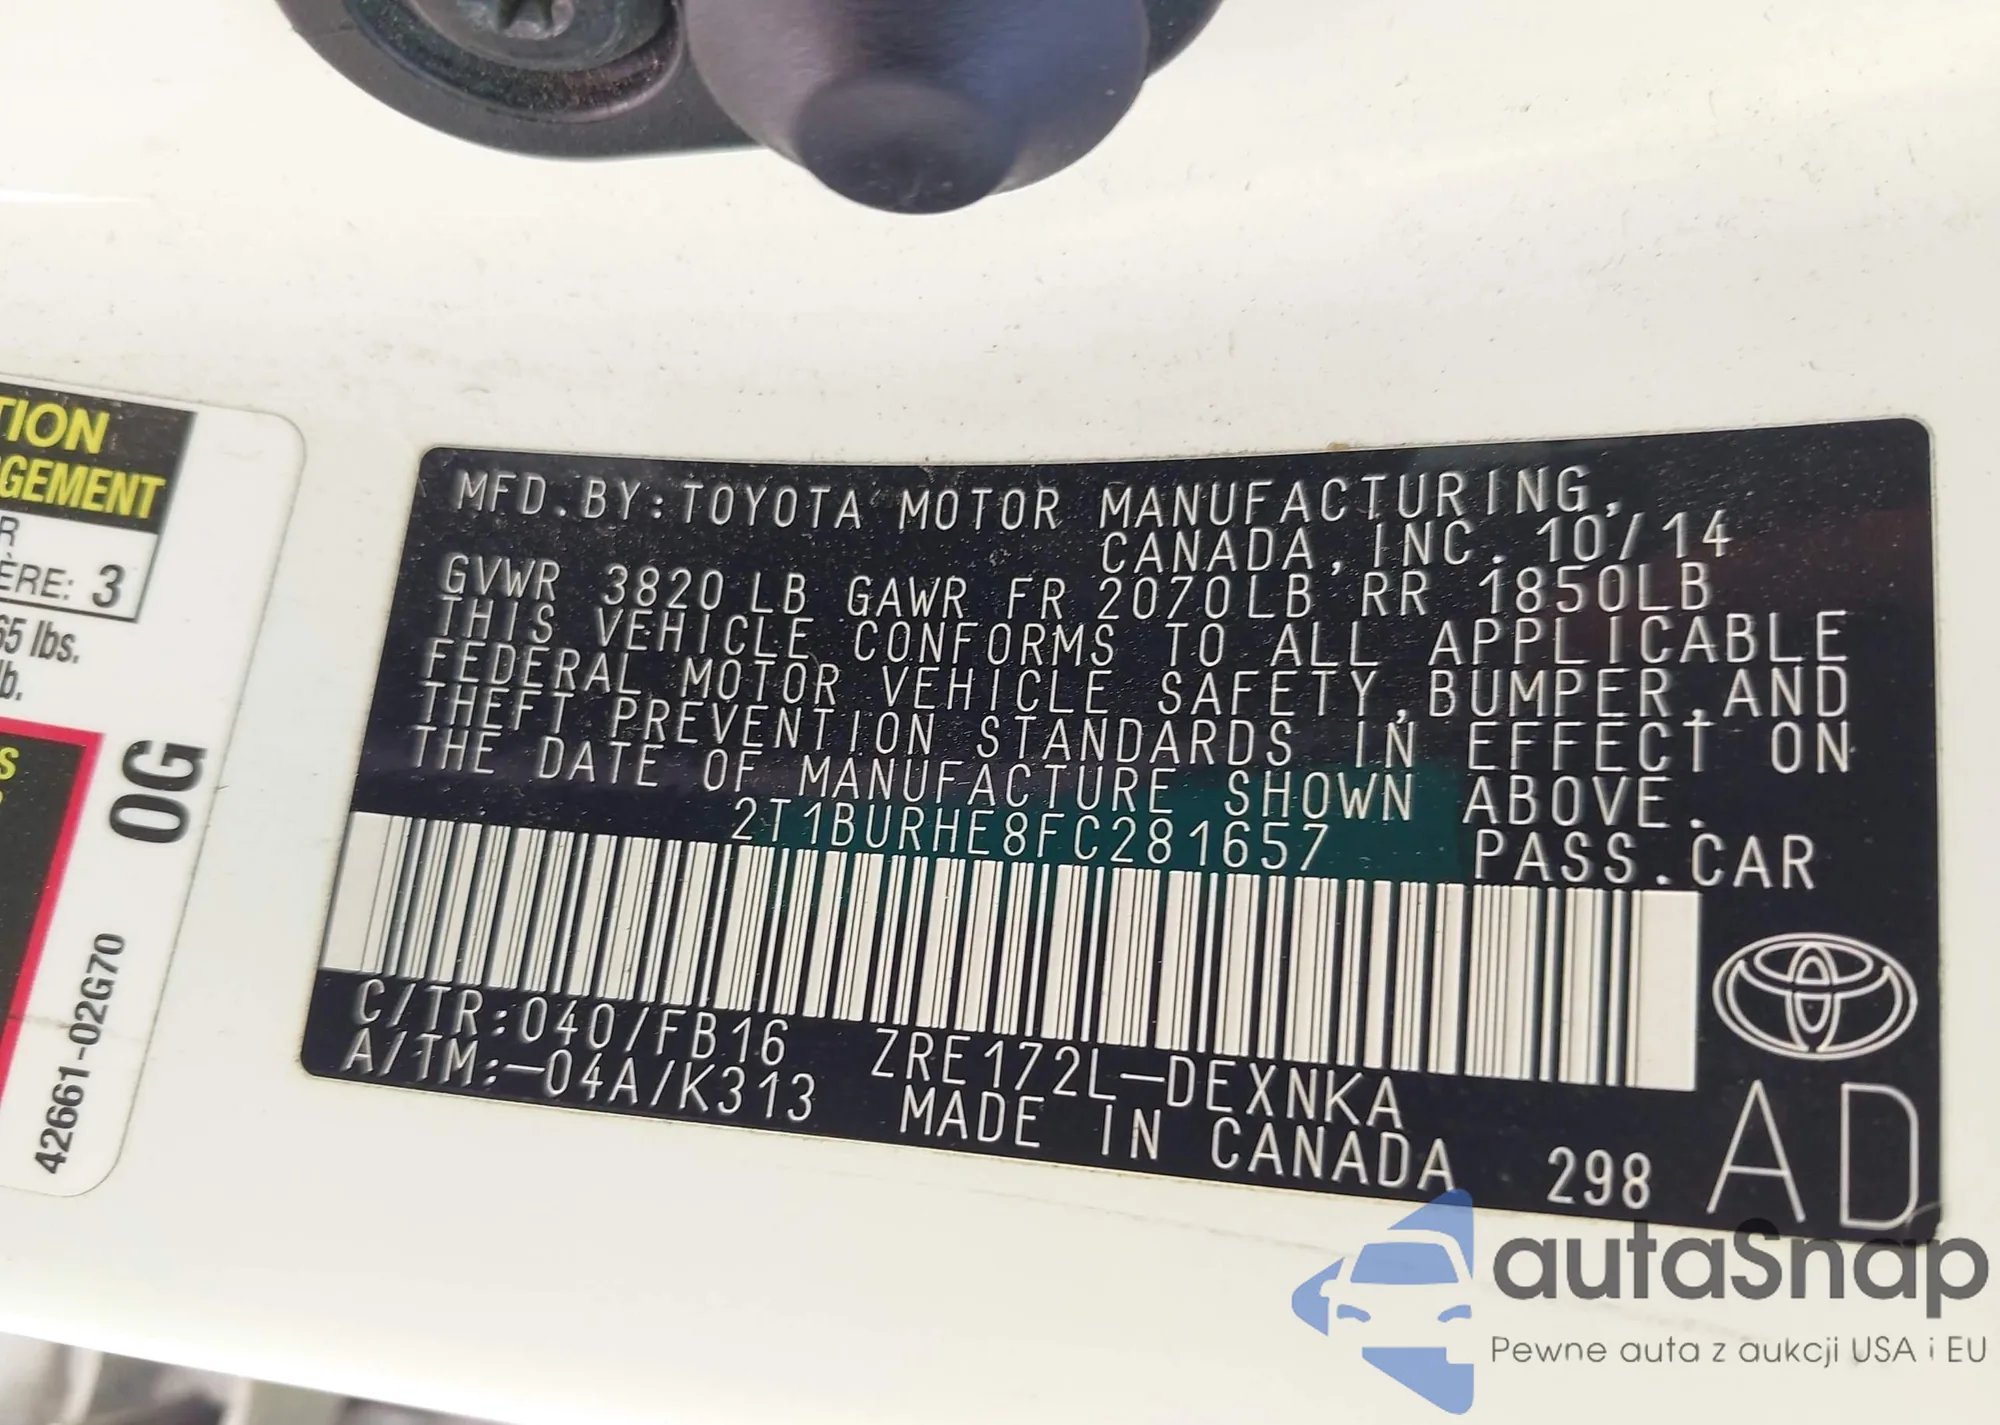 TION
GEMENT
R
ÈRE: 3
65 lbs.
lb.
S
0G
42661-02G70
MFD.BY:TOYOTA MOTOR MANUFACTURING,
CANADA,INC. 10/14
GVWR 3820LB GAWR FR 2070LB RR 1850LB
THIS VEHICLE CONFORMS TO ALL APPLICABLE
FEDERAL MOTOR VEHICLE SAFETY,BUMPER,AND
THEFT PREVENTION STANDARDS IN EFFECT ON
THE DATE OF MANUFACTURE SHOWN ABOVE.
2T1BURHE8FC281657 PASS.CAR
C/TR:040/FB16 ZRE172L-DEXNKA
A/TM:-04A/K313 MADE IN CANADA 298 AD
autaSnap
Pewne auta z aukcji USA i EU